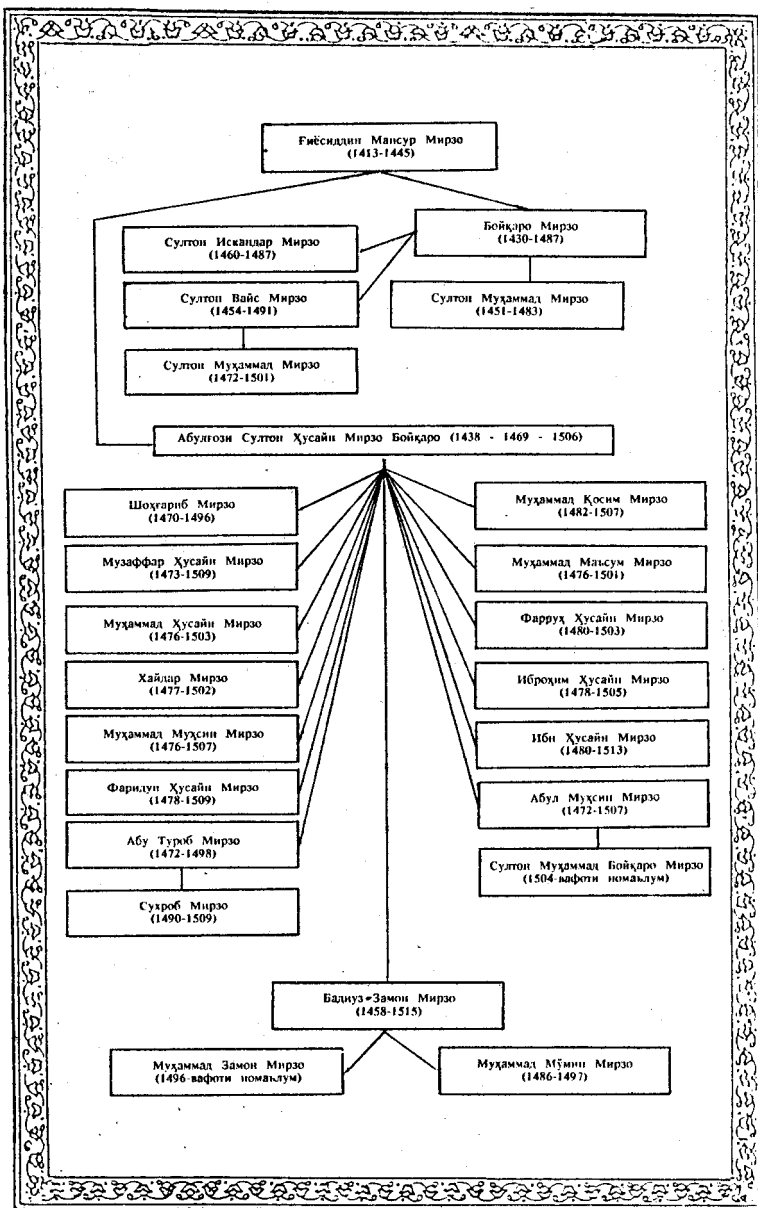 Ғиёсиддин Мансур Мирзо
(1413-1445)
Бойқаро Мирзо
(1430-1487)
Султон Искандар Мирзо
(1460-1487)
Султон Вайс Мирзо
(1454-1491)
Султон Муҳаммад Мирзо
(1451-1483)
Султон Муҳаммад Мирзо
(1472-1501)
Абулғози Султон Ҳусайн Мирзо Бойқаро (1438 - 1469 - 1506)
Шоҳғариб Мирзо
(1470-1496)
Музаффар Ҳусайн Мирзо
(1473-1509)
Муҳаммад Ҳусайн Мирзо
(1476-1503)
Хайдар Мирзо
(1477-1502)
Муҳаммад Муҳсин Мирзо
(1476-1507)
Фаридун Ҳусайн Мирзо
(1478-1509)
Абу Туроб Мирзо
(1472-1498)
Сухроб Мирзо
(1490-1509)
Муҳаммад Қосим Мирзо
(1482-1507)
Муҳаммад Маъсум Мирзо
(1476-1501)
Фаррух Ҳусайн Мирзо
(1480-1503)
Иброҳим Ҳусайн Мирзо
(1478-1505)
Ибн Ҳусайн Мирзо
(1480-1513)
Абул Муҳсин Мирзо
(1472-1507)
Султон Муҳаммад Бойқаро Мирзо
(1504-вафоти номаълум)
Бадиуз-Замон Мирзо
(1458-1515)
Муҳаммад Замон Мирзо
(1496-вафоти номаълум)
Муҳаммад Мўмин Мирзо
(1486-1497)